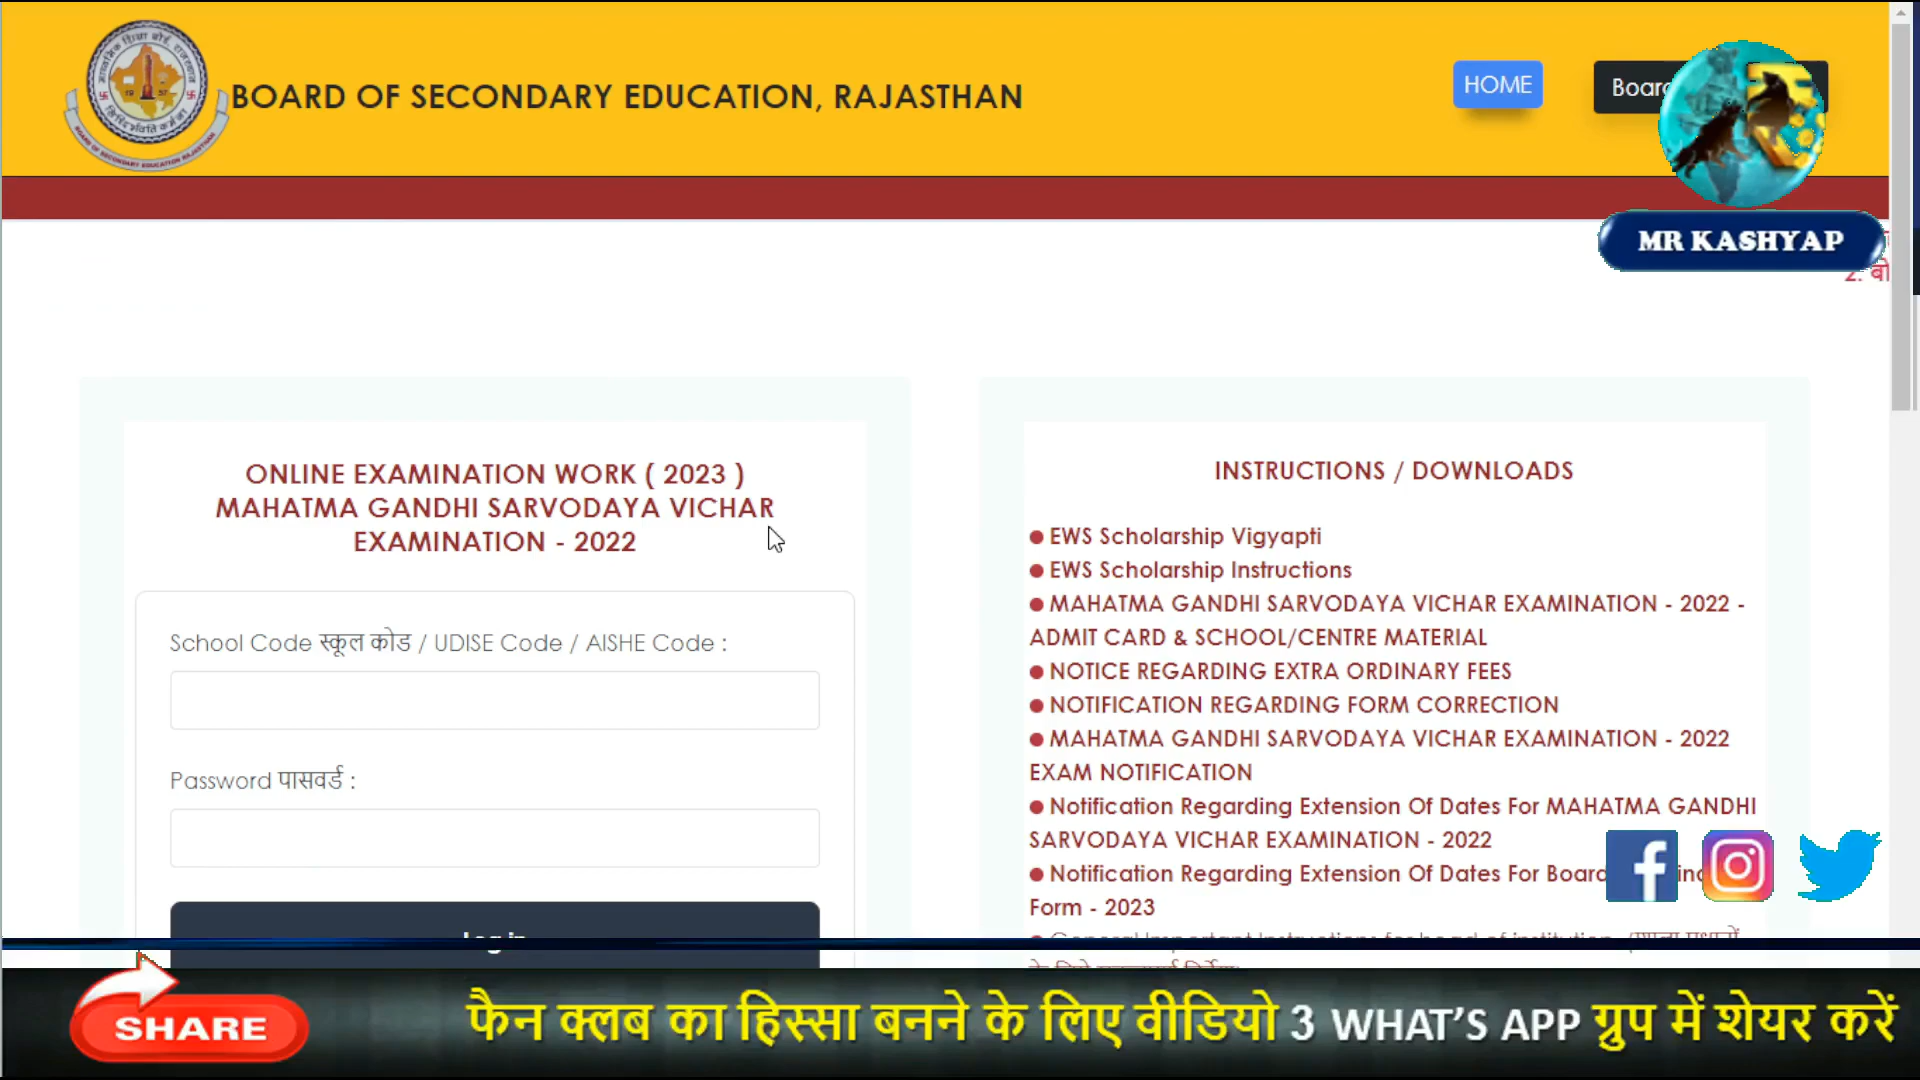 BOARD OF SECONDARY EDUCATION, RAJASTHAN
HOME
Board
MR KASHYAP
2. बो
ONLINE EXAMINATION WORK ( 2023 )
MAHATMA GANDHI SARVODAYA VICHAR
EXAMINATION - 2022
School Code स्कूल कोड / UDISE Code / AISHE Code :
Password पासवर्ड :
Log in
INSTRUCTIONS / DOWNLOADS
● EWS Scholarship Vigyapti
● EWS Scholarship Instructions
● MAHATMA GANDHI SARVODAYA VICHAR EXAMINATION - 2022 -
ADMIT CARD & SCHOOL/CENTRE MATERIAL
● NOTICE REGARDING EXTRA ORDINARY FEES
● NOTIFICATION REGARDING FORM CORRECTION
● MAHATMA GANDHI SARVODAYA VICHAR EXAMINATION - 2022
EXAM NOTIFICATION
● Notification Regarding Extension Of Dates For MAHATMA GANDHI
SARVODAYA VICHAR EXAMINATION - 2022
● Notification Regarding Extension Of Dates For Board
Form - 2023
SHARE
फैन क्लब का हिस्सा बनने के लिए वीडियो 3 WHAT'S APP ग्रुप में शेयर करें